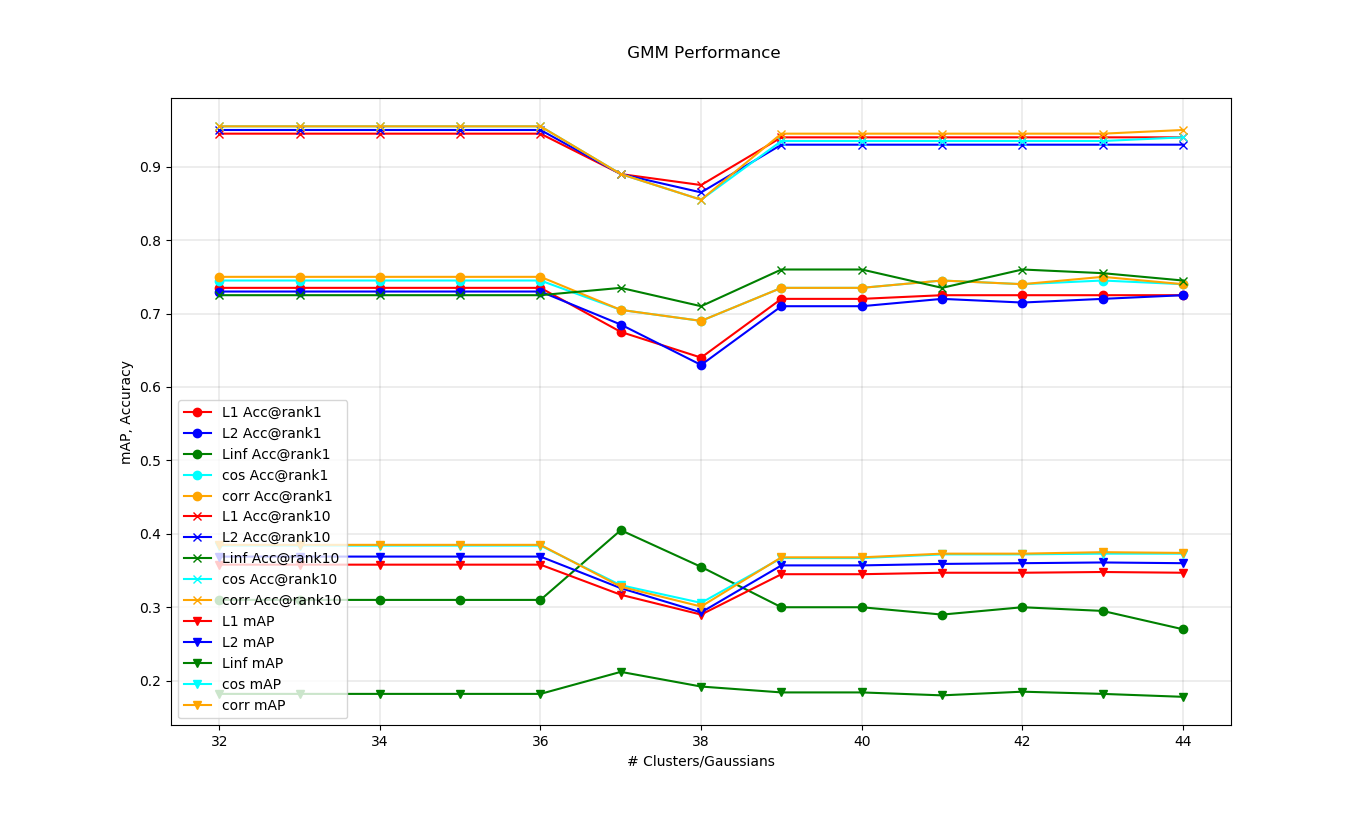 GMM Performance
0.9
0.8
0.7
0.6
0.5
0.4
0.3
0.2
mAP, Accuracy
L1 Acc@rank1
L2 Acc@rank1
Linf Acc@rank1
cos Acc@rank1
corr Acc@rank1
L1 Acc@rank10
L2 Acc@rank10
Linf Acc@rank10
cos Acc@rank10
corr Acc@rank10
L1 mAP
L2 mAP
Linf mAP
cos mAP
corr mAP
32 34 36 38 40 42 44
# Clusters/Gaussians